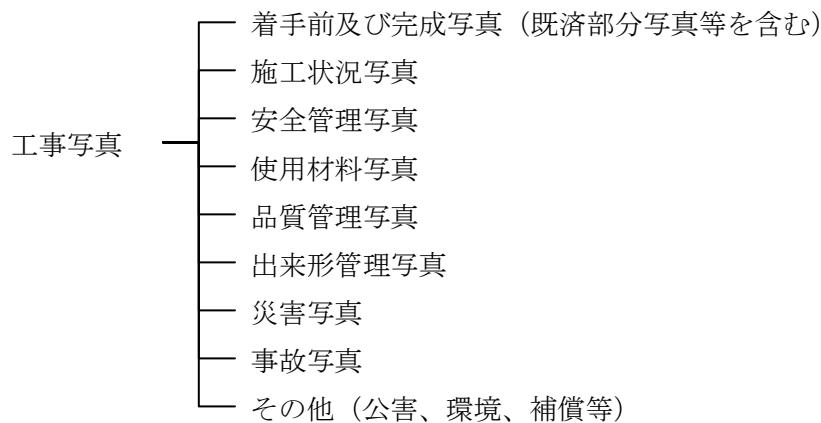 着手前及び完成写真（既済部分写真等を含む）
施工状況写真
安全管理写真
工事写真
使用材料写真
品質管理写真
出来形管理写真
災害写真
事故写真
その他（公害、環境、補償等）